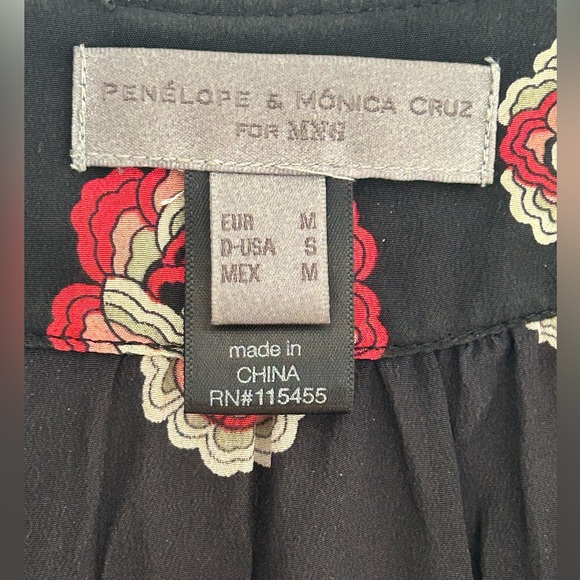 PENÉLOPE & MÓNICA CRUZ
FOR MNG
EUR M
D-USA S
MEX M
made in
CHINA
RN#115455